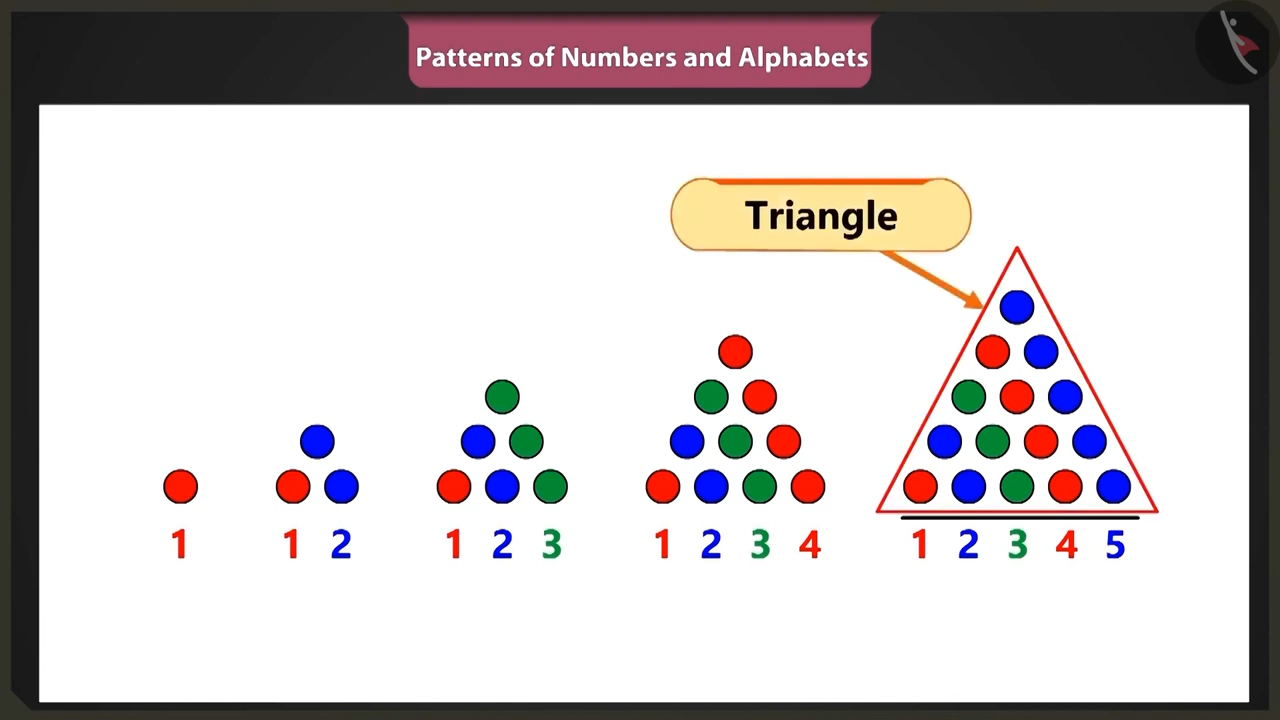 Patterns of Numbers and Alphabets
Triangle
1 1 2 1 2 3 1 2 3 4 1 2 3 4 5